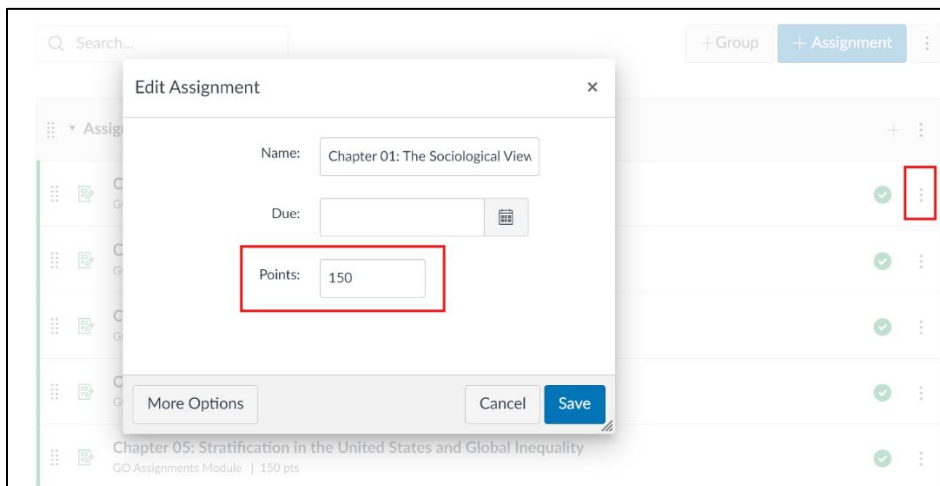 Search...
+ Group
+ Assignment
Edit Assignment
×
Assig
Name:
Chapter 01: The Sociological View
Due:
Points:
150
More Options
Cancel
Save
Chapter 05: Stratification in the United States and Global Inequality
GO Assignments Module | 150 pts